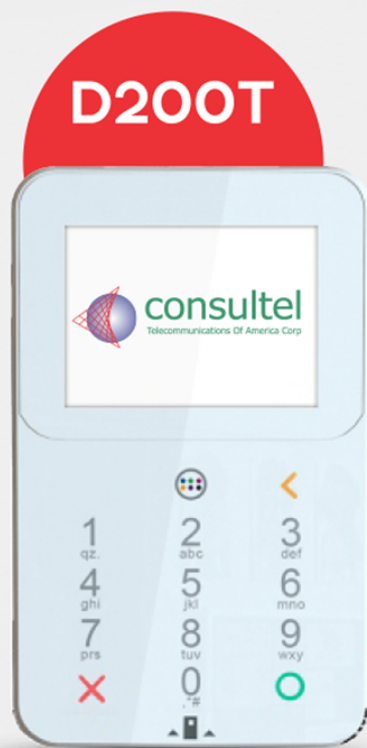 D200T
consultel
Telecommunications Of America Corp
1 2 3
qz. abc def
4 5 6
ghi jkl mno
7 8 9
prs tuv wxy
0
.*#